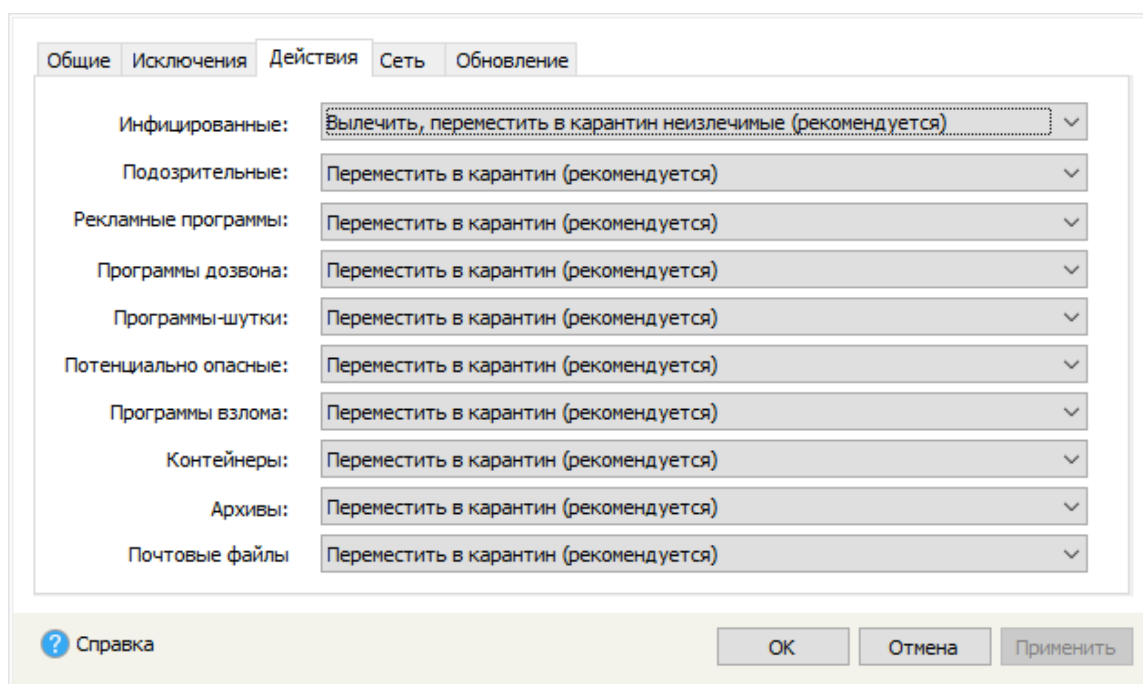 Общие Исключения Действия Сеть Обновление
Инфицированные: Вылечить, переместить в карантин неизлечимые (рекомендуется)
Подозрительные: Переместить в карантин (рекомендуется)
Рекламные программы: Переместить в карантин (рекомендуется)
Программы дозвона: Переместить в карантин (рекомендуется)
Программы-шутки: Переместить в карантин (рекомендуется)
Потенциально опасные: Переместить в карантин (рекомендуется)
Программы взлома: Переместить в карантин (рекомендуется)
Контейнеры: Переместить в карантин (рекомендуется)
Архивы: Переместить в карантин (рекомендуется)
Почтовые файлы Переместить в карантин (рекомендуется)
? Справка ОК Отмена Применить